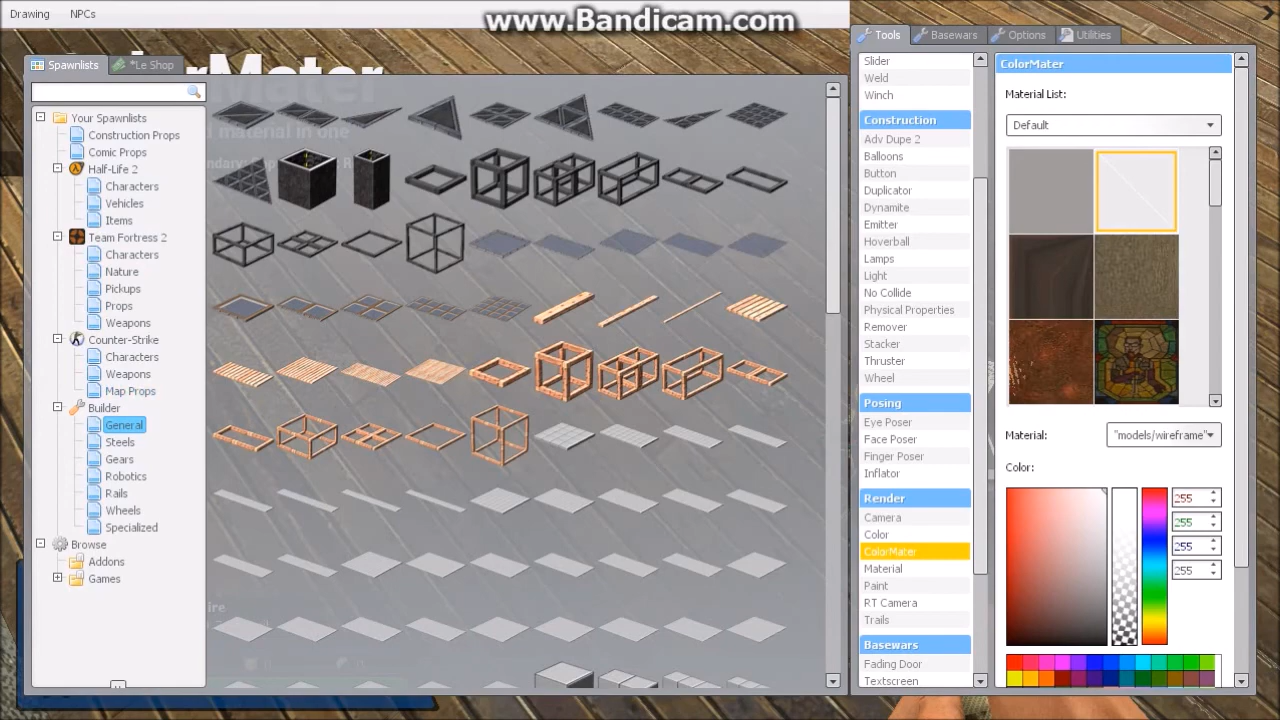 Drawing NPCs
www.Bandicam.com
Tools Basewars Options Utilities
Spawnlists *Le Shop
rMater
material in one
Your Spawnlists
Construction Props
Comic Props
Half-Life 2
Characters
Vehicles
Items
Team Fortress 2
Characters
Nature
Pickups
Props
Weapons
Counter-Strike
Characters
Weapons
Map Props
Builder
General
Steels
Gears
Robotics
Rails
Wheels
Specialized
Browse
Addons
Games
Slider
Weld
Winch
Construction
Adv Dupe 2
Balloons
Button
Duplicator
Dynamite
Emitter
Hoverball
Lamps
Light
No Collide
Physical Properties
Remover
Stacker
Thruster
Wheel
Posing
Eye Poser
Face Poser
Finger Poser
Inflator
Render
Camera
Color
ColorMater
Material
Paint
RT Camera
Trails
Basewars
Fading Door
Textscreen
ColorMater
Material List:
Default
Material: "models/wireframe"
Color:
255
255
255
255